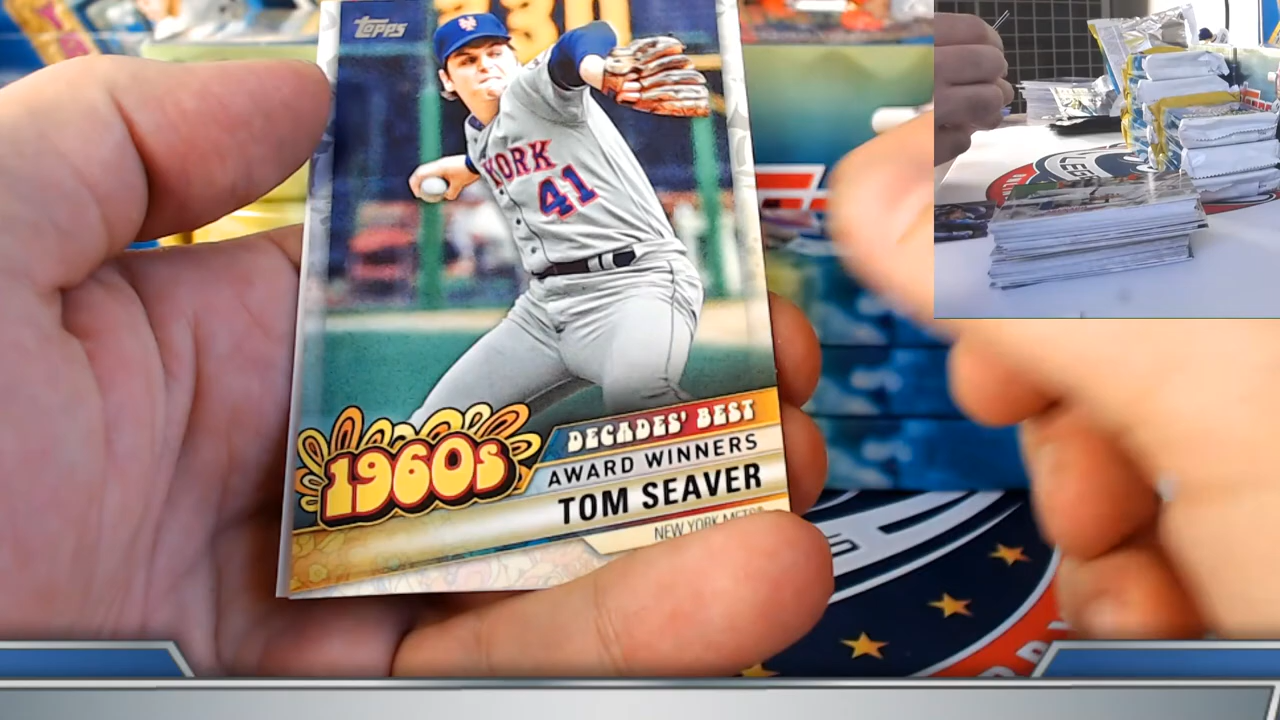 Topps
YORK
41
1960s
DECADES' BEST
AWARD WINNERS
TOM SEAVER
NEW YORK METS